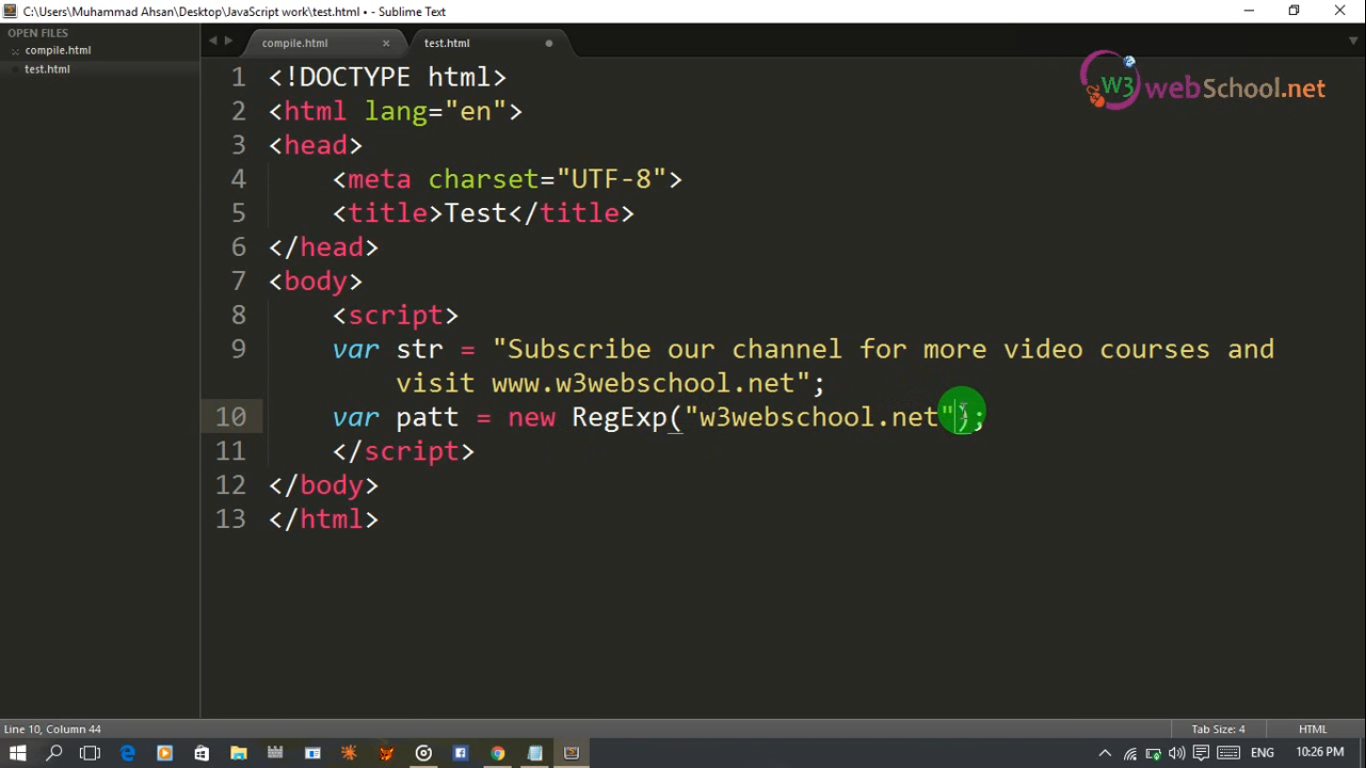 C:\Users\Muhammad Ahsan\Desktop\JavaScript work\test.html • - Sublime Text
OPEN FILES
compile.html
test.html
compile.html
test.html
W3 webSchool.net
1 <!DOCTYPE html>
2 <html lang="en">
3 <head>
4 <meta charset="UTF-8">
5 <title>Test</title>
6 </head>
7 <body>
8 <script>
9 var str = "Subscribe our channel for more video courses and
visit www.w3webschool.net";
10 var patt = new RegExp("w3webschool.net");
11 </script>
12 </body>
13 </html>
Line 10, Column 44
Tab Size: 4
HTML
ENG
10:26 PM